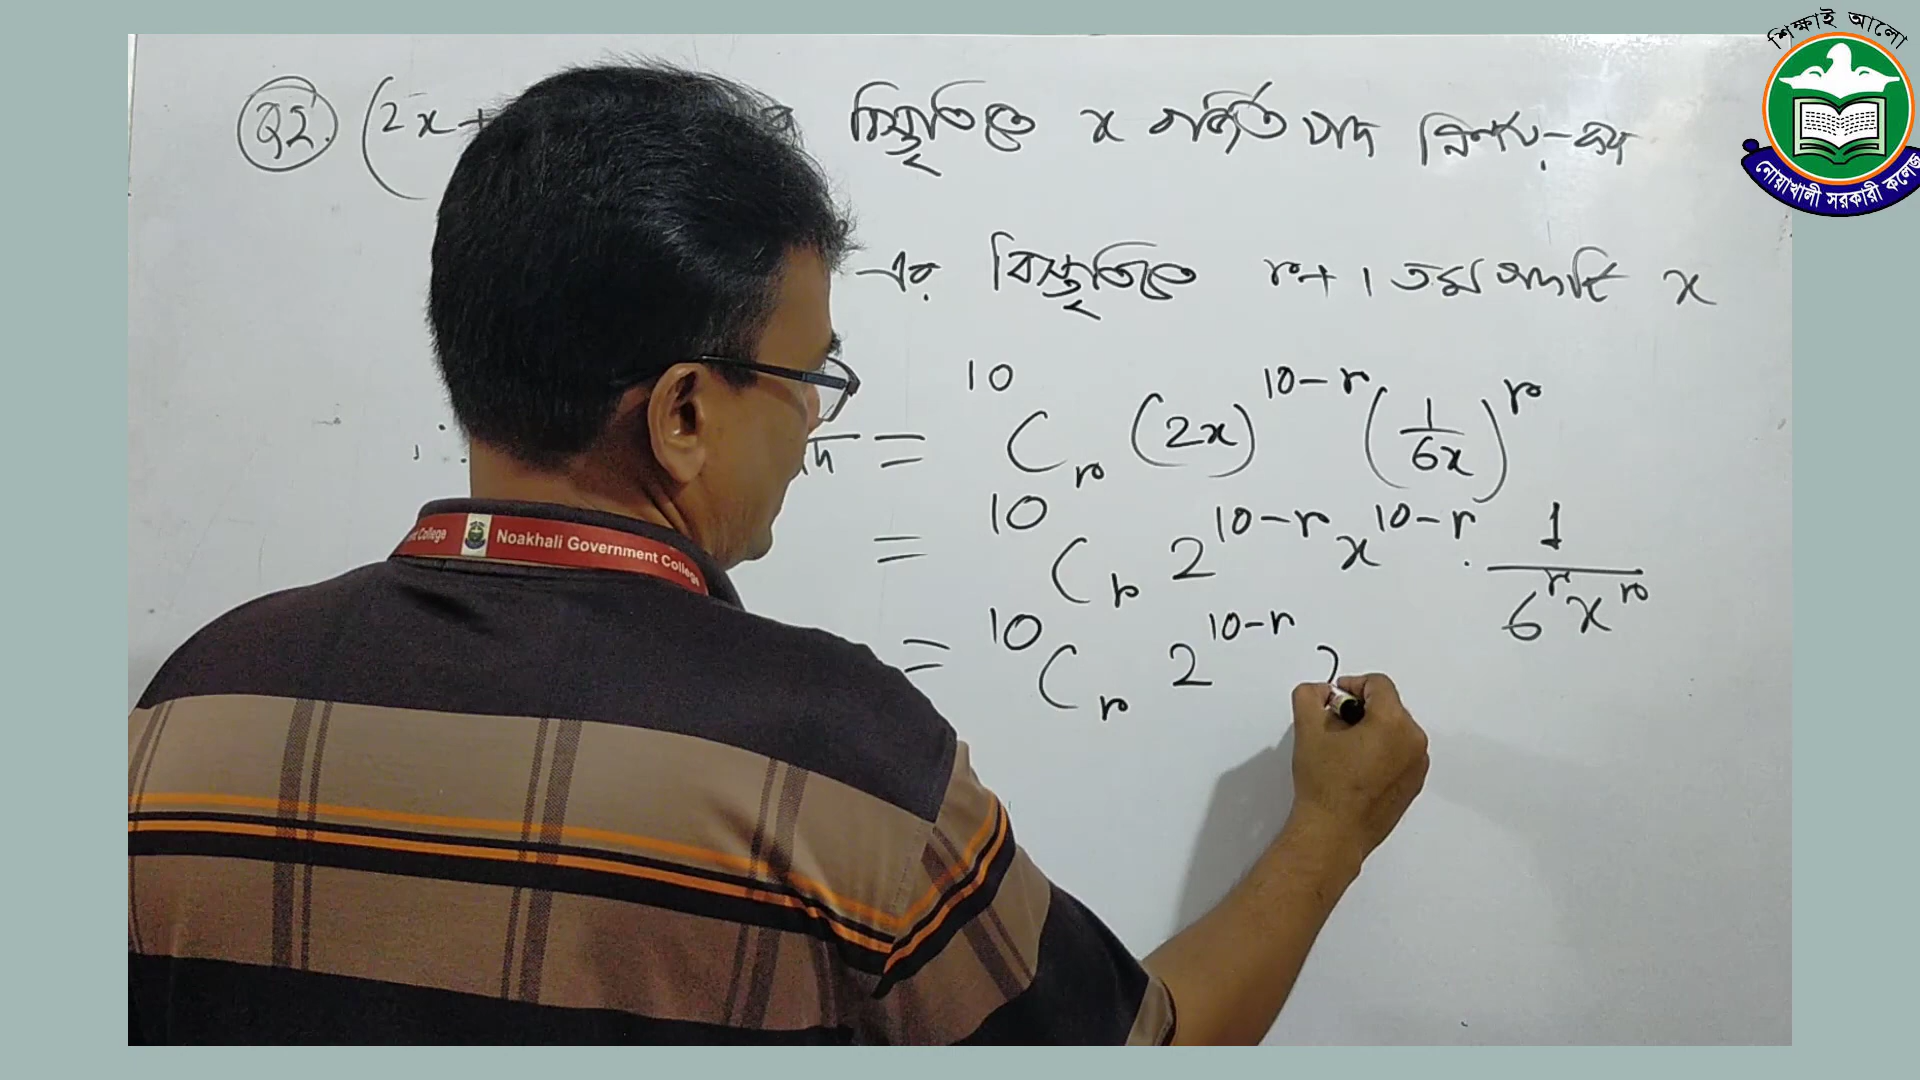 শিক্ষাই আলো
নোয়াখালী সরকারী কলেজ
উঃ. (2x + বিস্তৃতিতে x বর্জিত পদ নির্ণয় কর
এর বিস্তৃতিতে r+1 তম পদটি x
∴ = ¹⁰Cᵣ (2x)¹⁰⁻ʳ (1/6x)ʳ
= ¹⁰Cᵣ 2¹⁰⁻ʳ x¹⁰⁻ʳ · 1/6ʳxʳ
= ¹⁰Cᵣ 2¹⁰⁻ʳ
Noakhali Government College